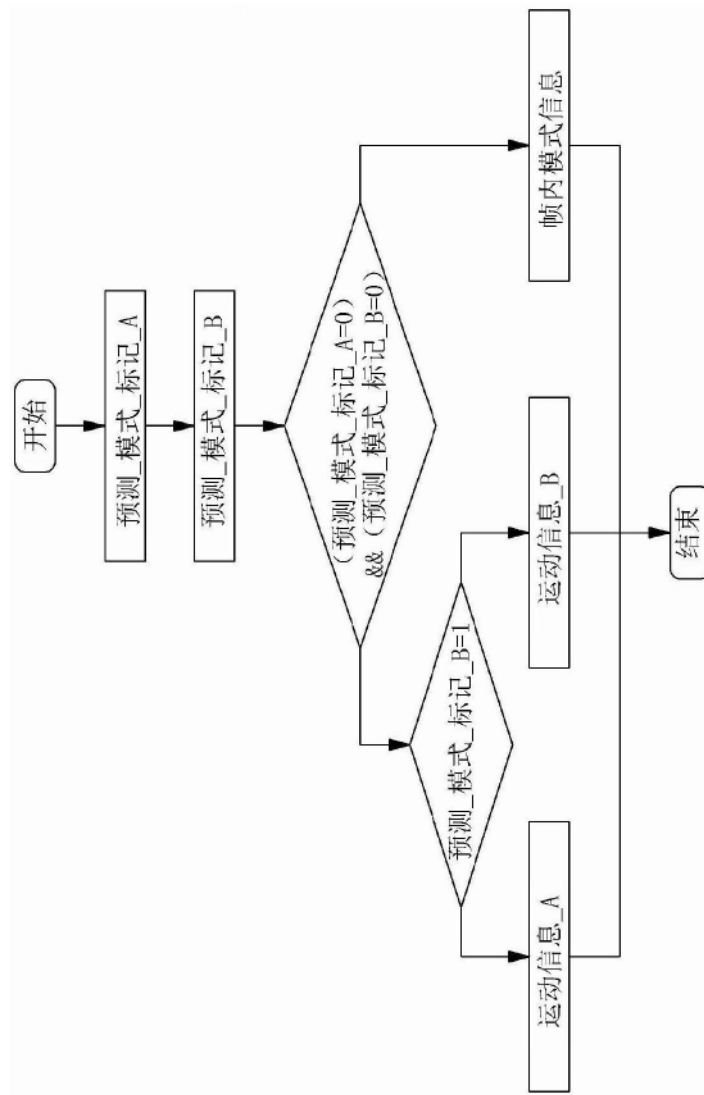 开始
预测_模式_标记_A
预测_模式_标记_B
(预测_模式_标记_A=0)
&& (预测_模式_标记_B=0)
预测_模式_标记_B=1
运动信息_A
运动信息_B
帧内模式信息
结束